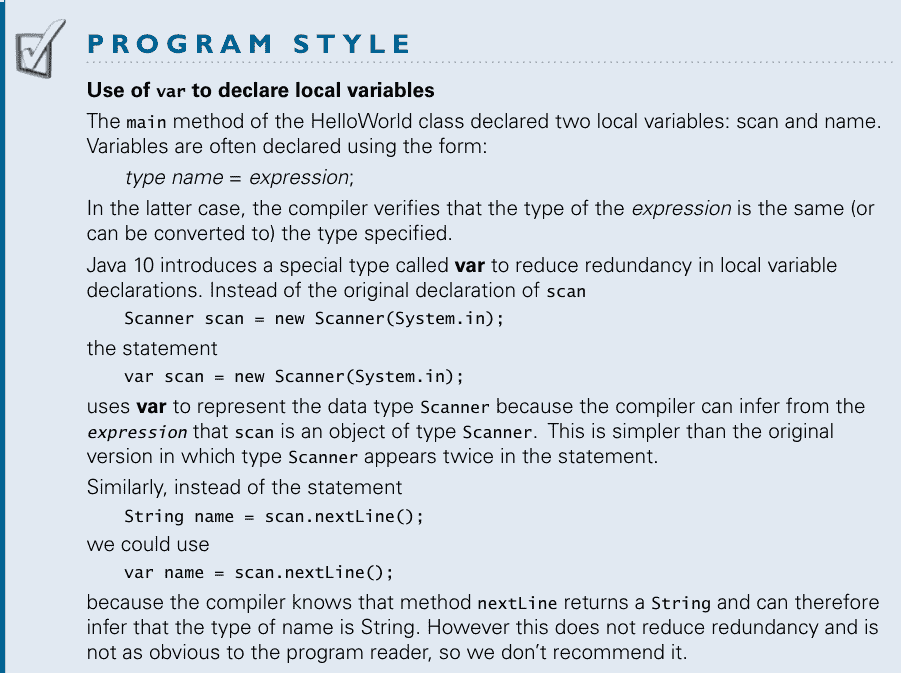 PROGRAM STYLE
Use of var to declare local variables
The main method of the HelloWorld class declared two local variables: scan and name.
Variables are often declared using the form:
type name = expression;
In the latter case, the compiler verifies that the type of the expression is the same (or
can be converted to) the type specified.
Java 10 introduces a special type called var to reduce redundancy in local variable
declarations. Instead of the original declaration of scan
Scanner scan = new Scanner(System.in);
the statement
var scan = new Scanner(System.in);
uses var to represent the data type Scanner because the compiler can infer from the
expression that scan is an object of type Scanner. This is simpler than the original
version in which type Scanner appears twice in the statement.
Similarly, instead of the statement
String name = scan.nextLine();
we could use
var name = scan.nextLine();
because the compiler knows that method nextLine returns a String and can therefore
infer that the type of name is String. However this does not reduce redundancy and is
not as obvious to the program reader, so we don't recommend it.